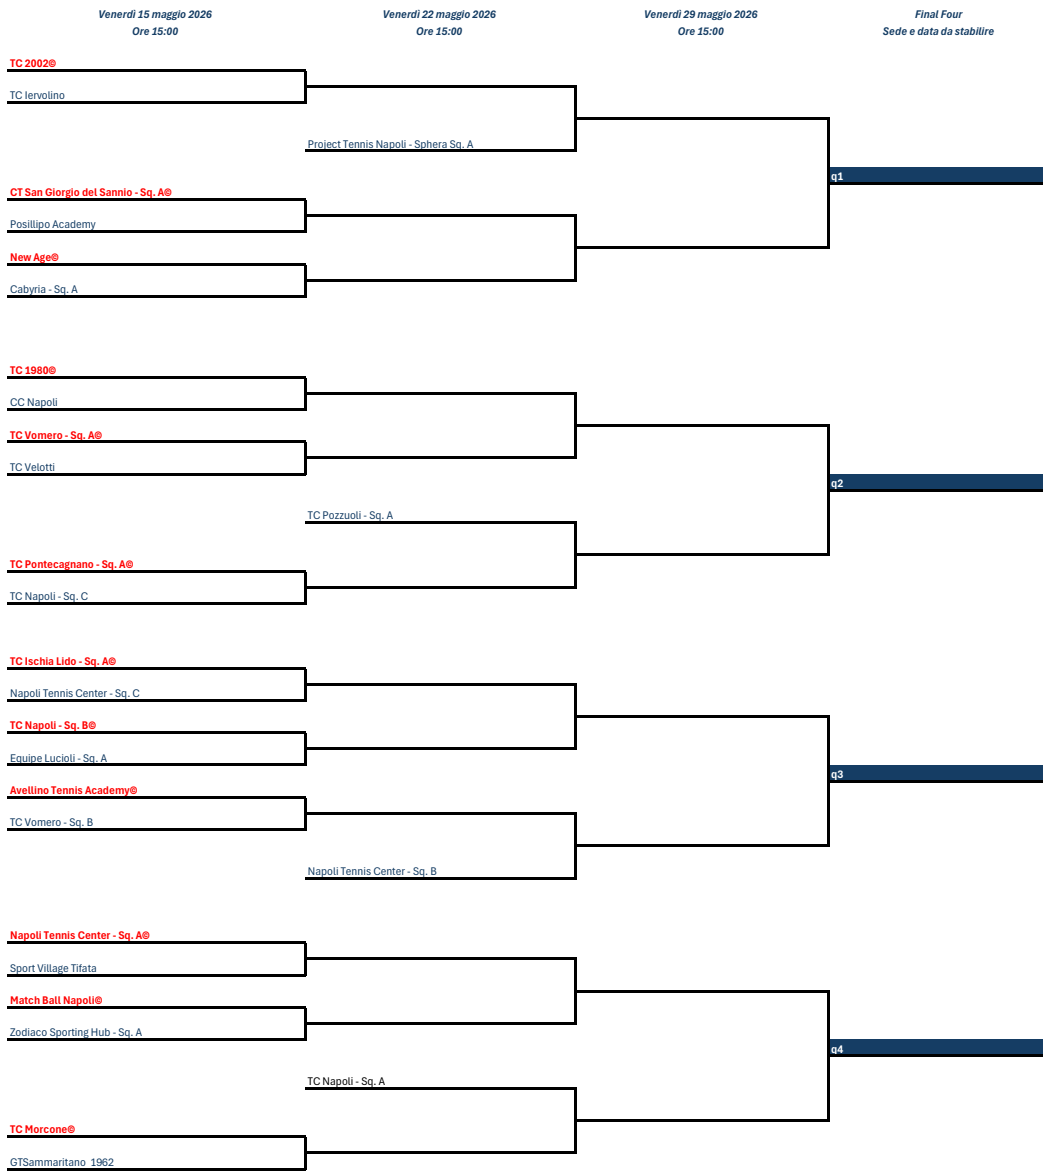 Venerdì 15 maggio 2026
Ore 15:00
Venerdì 22 maggio 2026
Ore 15:00
Venerdì 29 maggio 2026
Ore 15:00
Final Four
Sede e data da stabilire
TC 2002©
TC Iervolino
Project Tennis Napoli - Sphera Sq. A
q1
CT San Giorgio del Sannio - Sq. A©
Posillipo Academy
New Age©
Cabyria - Sq. A
TC 1980©
CC Napoli
TC Vomero - Sq. A©
TC Velotti
q2
TC Pozzuoli - Sq. A
TC Pontecagnano - Sq. A©
TC Napoli - Sq. C
TC Ischia Lido - Sq. A©
Napoli Tennis Center - Sq. C
TC Napoli - Sq. B©
Equipe Lucioli - Sq. A
q3
Avellino Tennis Academy©
TC Vomero - Sq. B
Napoli Tennis Center - Sq. B
Napoli Tennis Center - Sq. A©
Sport Village Tifata
Match Ball Napoli©
Zodiaco Sporting Hub - Sq. A
q4
TC Napoli - Sq. A
TC Morcone©
GTSammaritano 1962